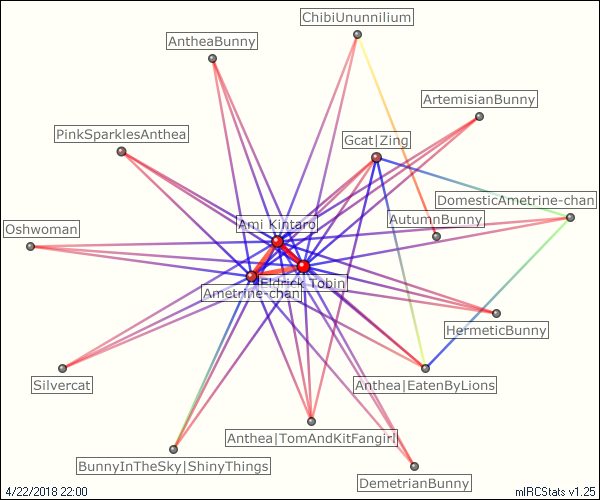 ChibiUnunnilium
AntheaBunny
ArtemisianBunny
PinkSparklesAnthea
Gcat|Zing
DomesticAmetrine-chan
AutumnBunny
Ami Kintaro
Oshwoman
Eldrick Tobin
Ametrine-chan
HermeticBunny
Silvercat
Anthea|EatenByLions
Anthea|TomAndKitFangirl
BunnyInTheSky|ShinyThings
DemetrianBunny
4/22/2018 22:00
mIRCStats v1.25